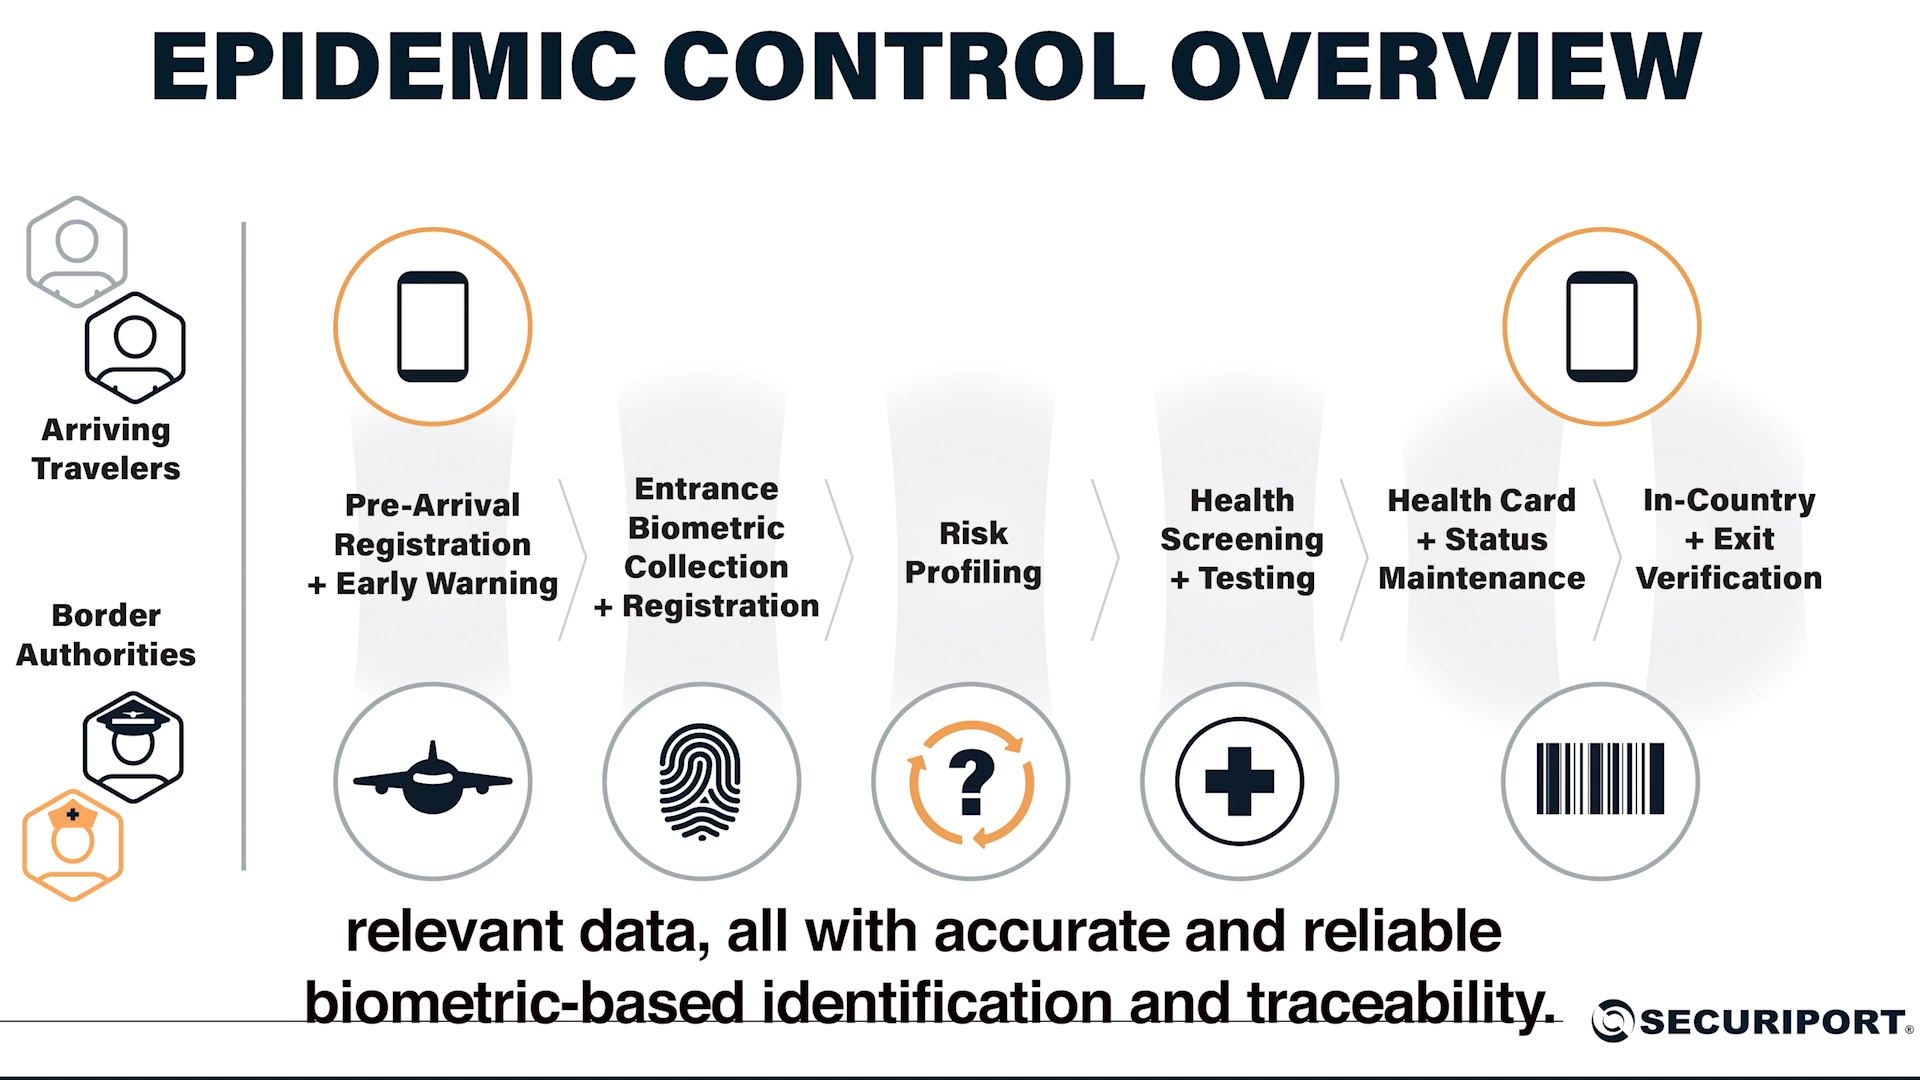 EPIDEMIC CONTROL OVERVIEW
Arriving
Travelers
Border
Authorities
Pre-Arrival
Registration
+ Early Warning
Entrance
Biometric
Collection
+ Registration
Risk
Profiling
Health
Screening
+ Testing
Health Card
+ Status
Maintenance
In-Country
+ Exit
Verification
?
relevant data, all with accurate and reliable
biometric-based identification and traceability.
SECURIPORT®